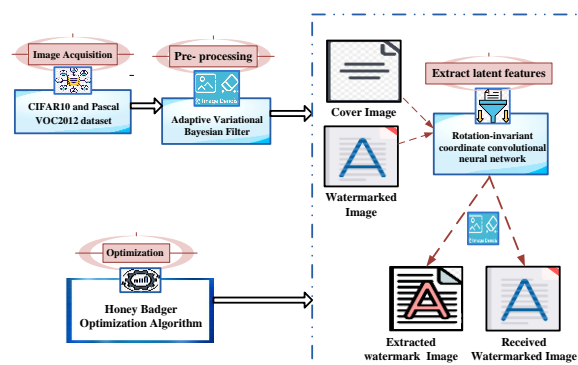 Image Acquisition
CIFAR10 and Pascal
VOC2012 dataset
Pre- processing
Adaptive Variational
Bayesian Filter
Cover Image
Watermarked
Image
Extract latent features
Rotation-invariant
coordinate convolutional
neural network
Extracted
watermark Image
Received
Watermarked Image
Optimization
Honey Badger
Optimization Algorithm